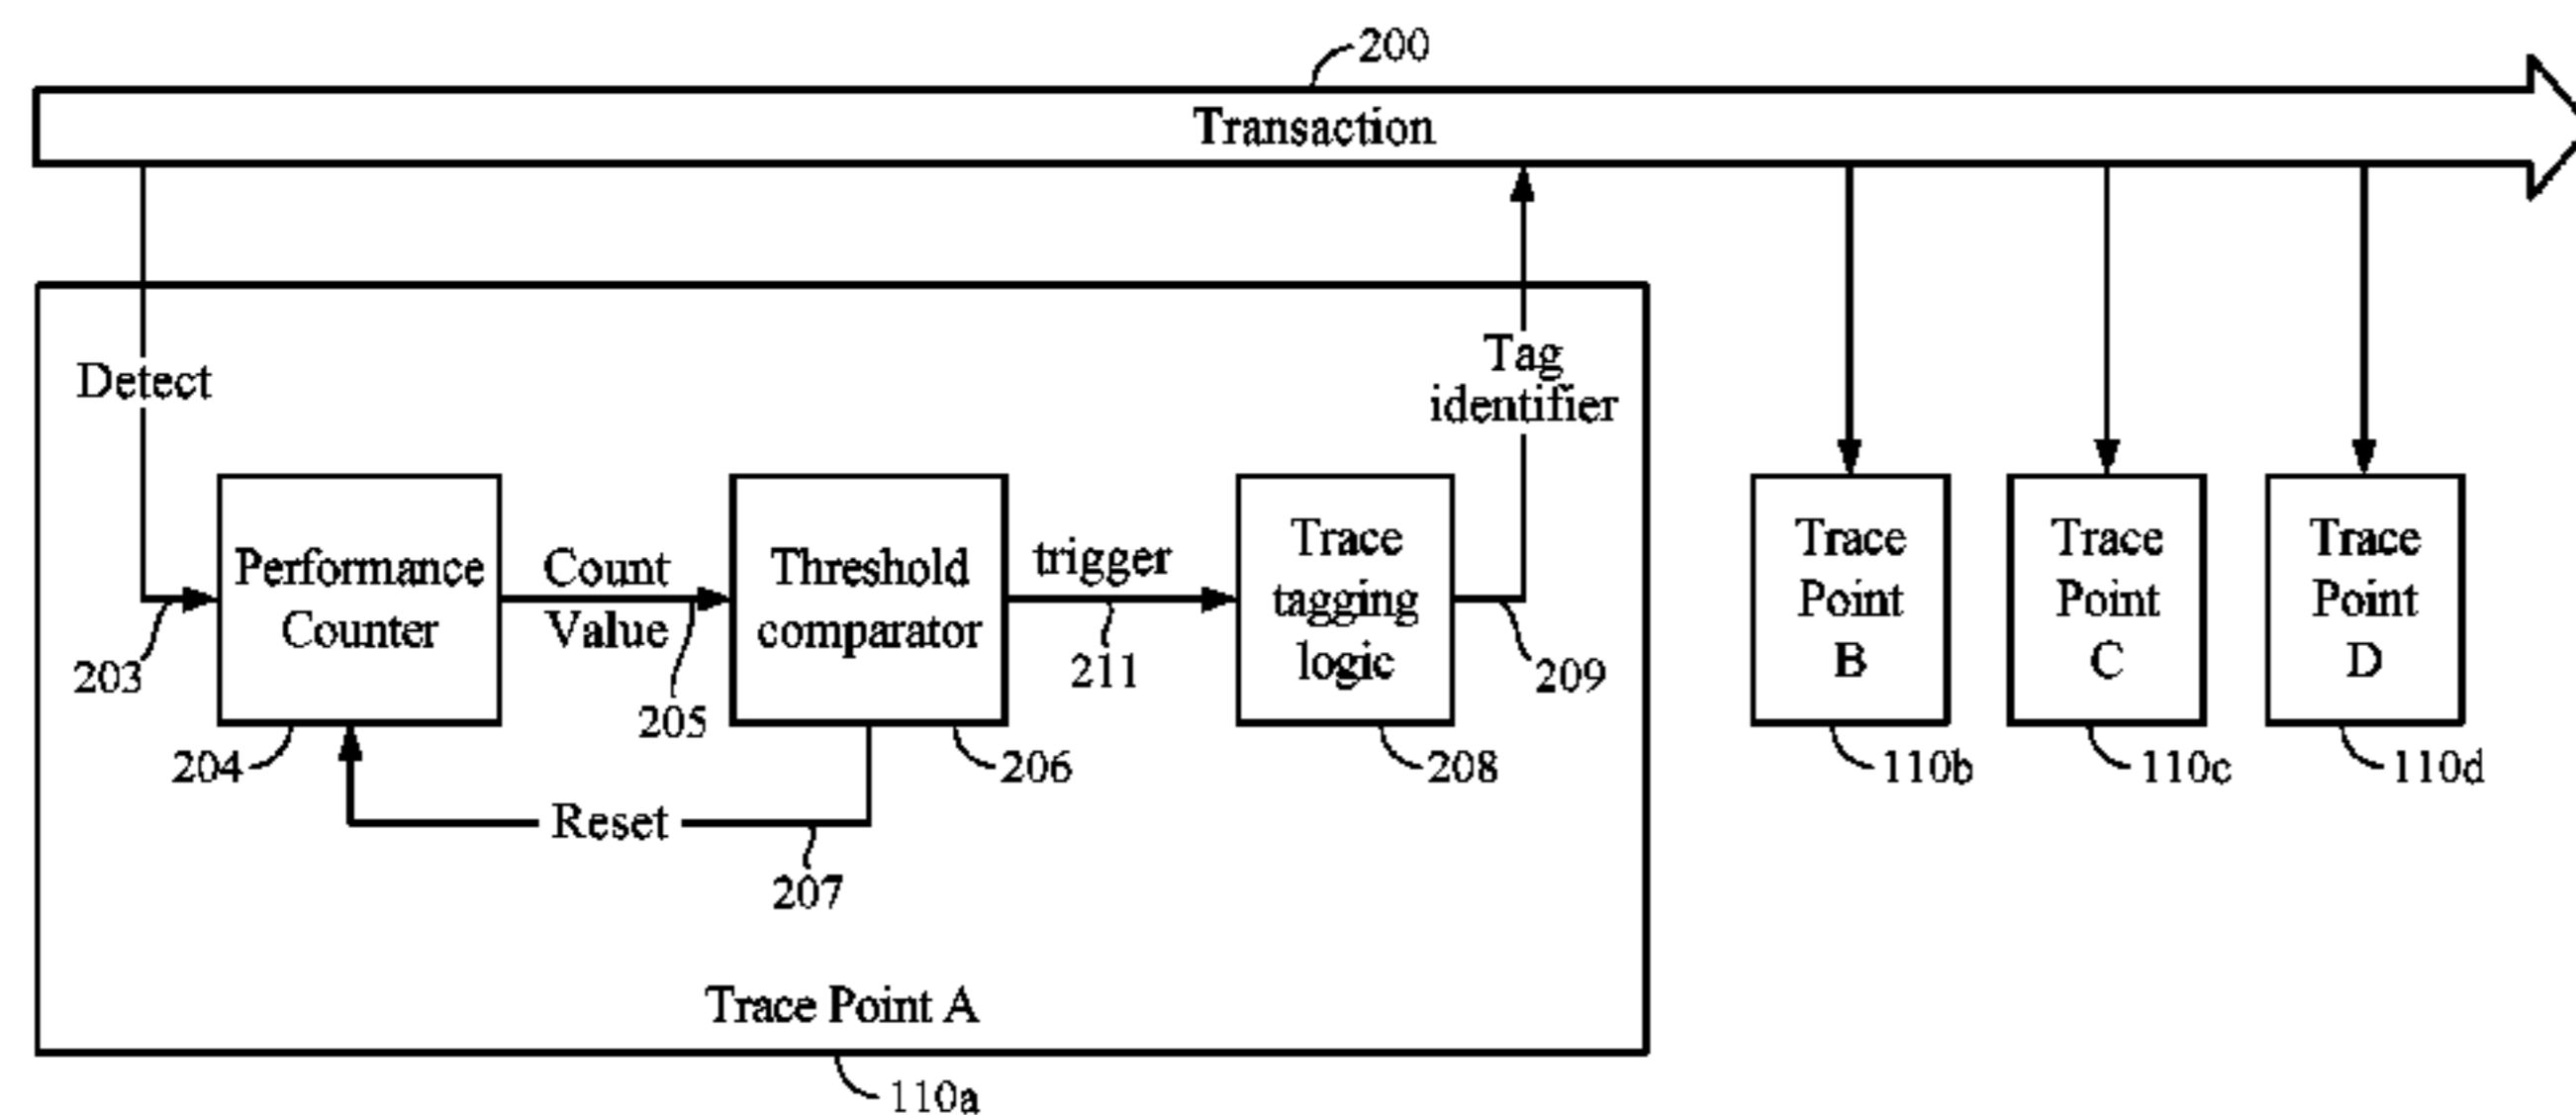 200
Transaction
Detect
Tag
identifier
Performance
Counter
Count
Value
Threshold
comparator
trigger
Trace
tagging
logic
Trace
Point
B
Trace
Point
C
Trace
Point
D
203
205
211
209
204
206
208
110b
110c
110d
Reset
207
Trace Point A
110a